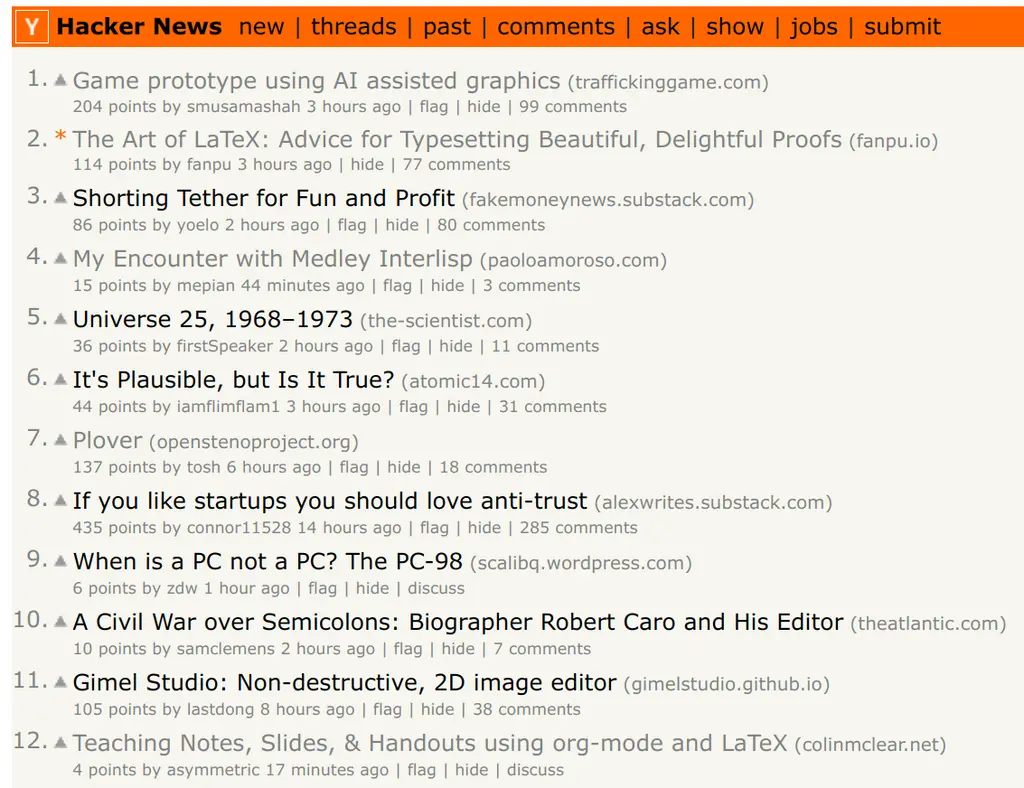 Y Hacker News new | threads | past | comments | ask | show | jobs | submit
1. Game prototype using AI assisted graphics (traffickinggame.com)
204 points by smusamashah 3 hours ago | flag | hide | 99 comments
2. * The Art of LaTeX: Advice for Typesetting Beautiful, Delightful Proofs (fanpu.io)
114 points by fanpu 3 hours ago | hide | 77 comments
3. Shorting Tether for Fun and Profit (fakemoneynews.substack.com)
86 points by yoelo 2 hours ago | flag | hide | 80 comments
4. My Encounter with Medley Interlisp (paoloamoroso.com)
15 points by mepian 44 minutes ago | flag | hide | 3 comments
5. Universe 25, 1968–1973 (the-scientist.com)
36 points by firstSpeaker 2 hours ago | flag | hide | 11 comments
6. It's Plausible, but Is It True? (atomic14.com)
44 points by iamflimflam1 3 hours ago | flag | hide | 31 comments
7. Plover (openstenoproject.org)
137 points by tosh 6 hours ago | flag | hide | 18 comments
8. If you like startups you should love anti-trust (alexwrites.substack.com)
435 points by connor11528 14 hours ago | flag | hide | 285 comments
9. When is a PC not a PC? The PC-98 (scalibq.wordpress.com)
6 points by zdw 1 hour ago | flag | hide | discuss
10. A Civil War over Semicolons: Biographer Robert Caro and His Editor (theatlantic.com)
10 points by samclemens 2 hours ago | flag | hide | 7 comments
11. Gimel Studio: Non-destructive, 2D image editor (gimelstudio.github.io)
105 points by lastdong 8 hours ago | flag | hide | 38 comments
12. Teaching Notes, Slides, & Handouts using org-mode and LaTeX (colinmclear.net)
4 points by asymmetric 17 minutes ago | flag | hide | discuss